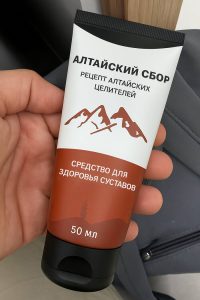 АЛТАЙСКИЙ СБОР
РЕЦЕПТ АЛТАЙСКИХ
ЦЕЛИТЕЛЕЙ
СРЕДСТВО ДЛЯ
ЗДОРОВЬЯ СУСТАВОВ
50 МЛ